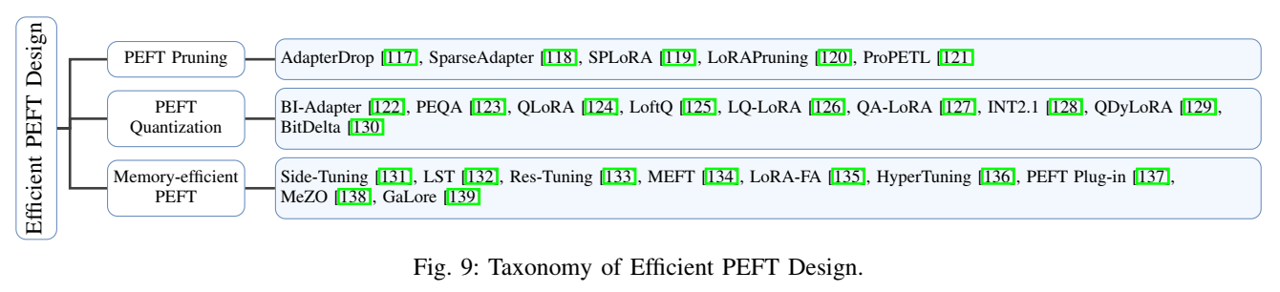 Efficient PEFT Design
PEFT Pruning
AdapterDrop [117], SparseAdapter [118], SPLoRA [119], LoRAPruning [120], ProPETL [121]
PEFT
Quantization
BI-Adapter [122], PEQA [123], QLoRA [124], LoftQ [125], LQ-LoRA [126], QA-LoRA [127], INT2.1 [128], QDyLoRA [129],
BitDelta [130]
Memory-efficient
PEFT
Side-Tuning [131], LST [132], Res-Tuning [133], MEFT [134], LoRA-FA [135], HyperTuning [136], PEFT Plug-in [137],
MeZO [138], GaLore [139]
Fig. 9: Taxonomy of Efficient PEFT Design.